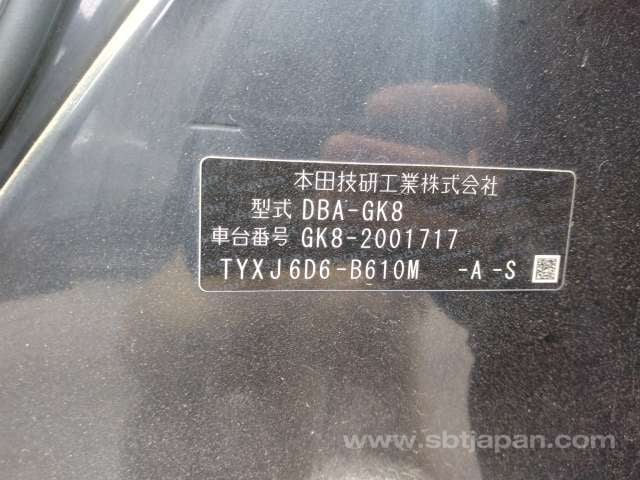 本田技研工業株式会社
型式 DBA-GK8
車台番号 GK8-2001717
TYXJ6D6-B610M -A -S
www.sbtjapan.com